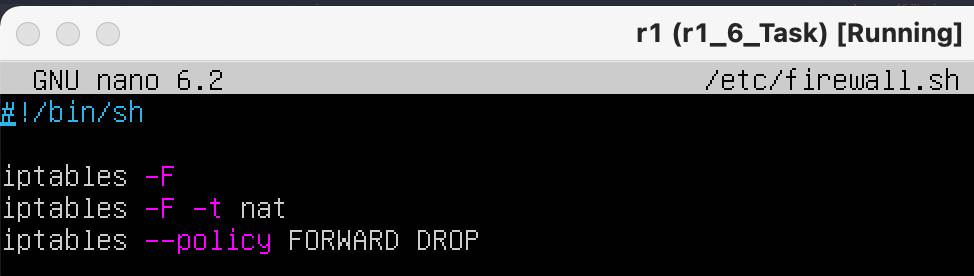 r1 (r1_6_Task) [Running]
GNU nano 6.2 /etc/firewall.sh
#!/bin/sh
iptables -F
iptables -F -t nat
iptables --policy FORWARD DROP